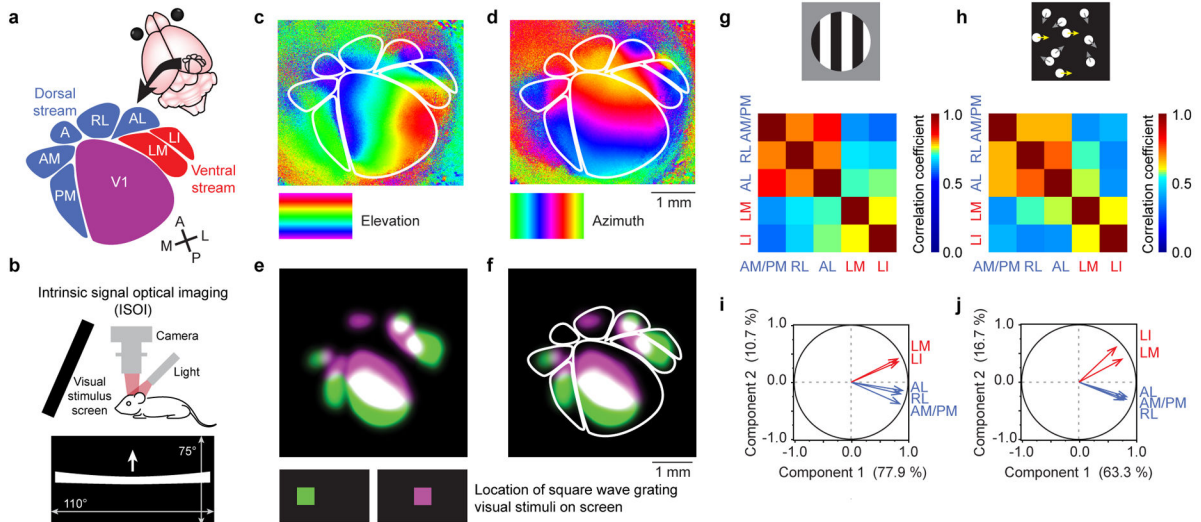 a
Dorsal
stream
A
RL
AL
LI
LM
AM
PM
V1
Ventral
stream
A
M
L
P
b
Intrinsic signal optical imaging
(ISOI)
Camera
Light
Visual
stimulus
screen
75°
110°
c
Elevation
d
Azimuth
1 mm
e
f
1 mm
Location of square wave grating
visual stimuli on screen
g
AM/PM
RL
AL
LM
LI
AM/PM RL AL LM LI
1.0
0.5
0.0
Correlation coefficient
h
AM/PM
RL
AL
LM
LI
AM/PM RL AL LM LI
1.0
0.5
0.0
Correlation coefficient
i
Component 2 (10.7 %)
1.0
0.0
-1.0
LM
LI
AL
RL
AM/PM
-1.0 0.0 1.0
Component 1 (77.9 %)
j
Component 2 (16.7 %)
1.0
0.0
-1.0
LI
LM
AL
AM/PM
RL
-1.0 0.0 1.0
Component 1 (63.3 %)